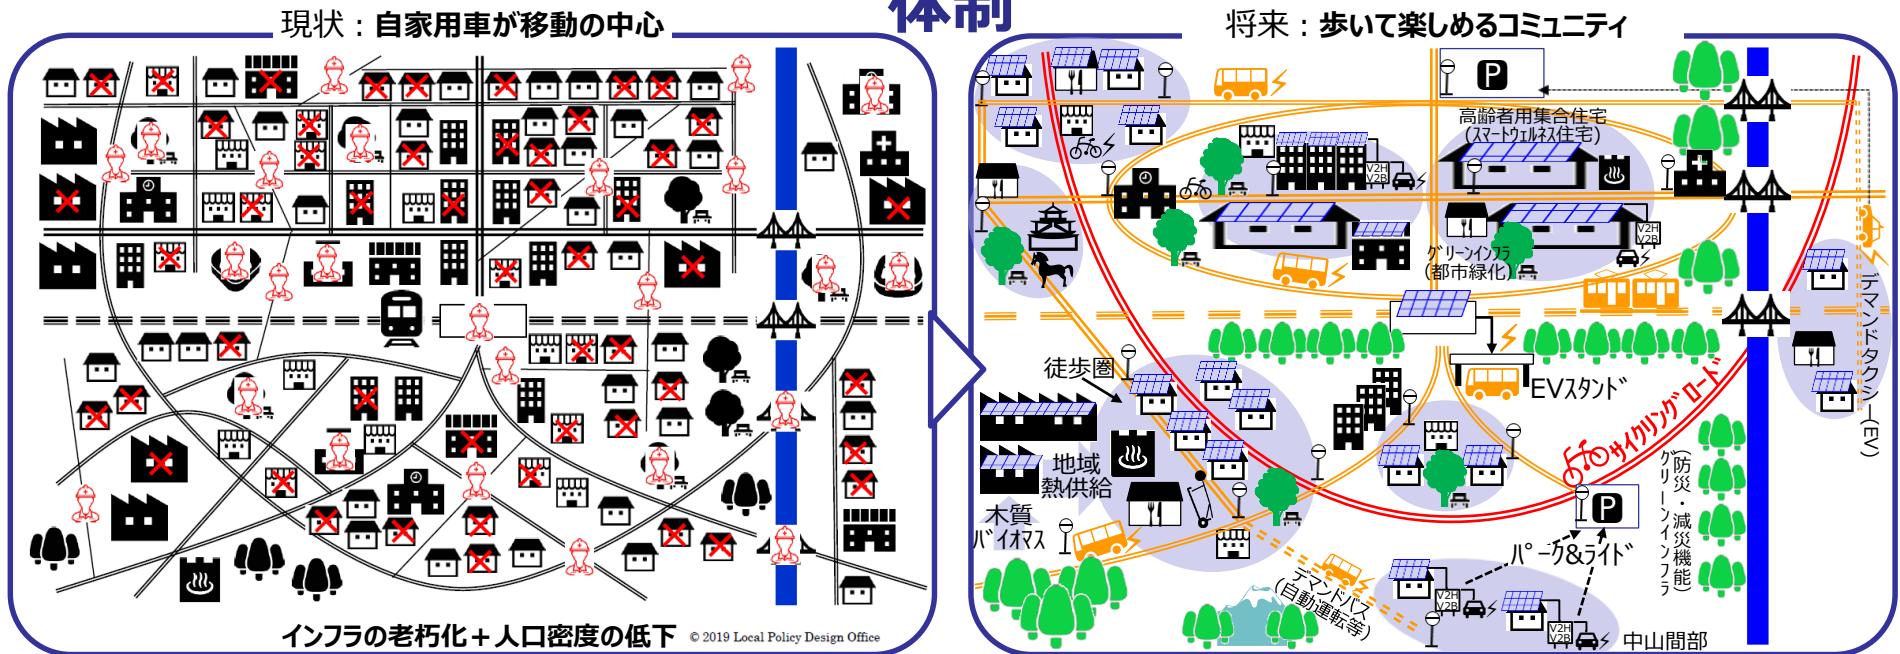 体制
現状：自家用車が移動の中心
インフラの老朽化＋人口密度の低下
© 2019 Local Policy Design Office
将来：歩いて楽しめるコミュニティ
P
高齢者用集合住宅
(スマートウェルネス住宅)
V2H
V2B
V2H
V2B
グリーンインフラ
(都市緑化)
デマンドタクシー(EV)
徒歩圏
EVスタンド
サイクリングロード
地域
熱供給
木質
バイオマス
P
パーク&ライド
グリーンインフラ
(防災・減災機能)
デマンドバス
(自動運転等)
V2H
V2B
V2H
V2B
中山間部